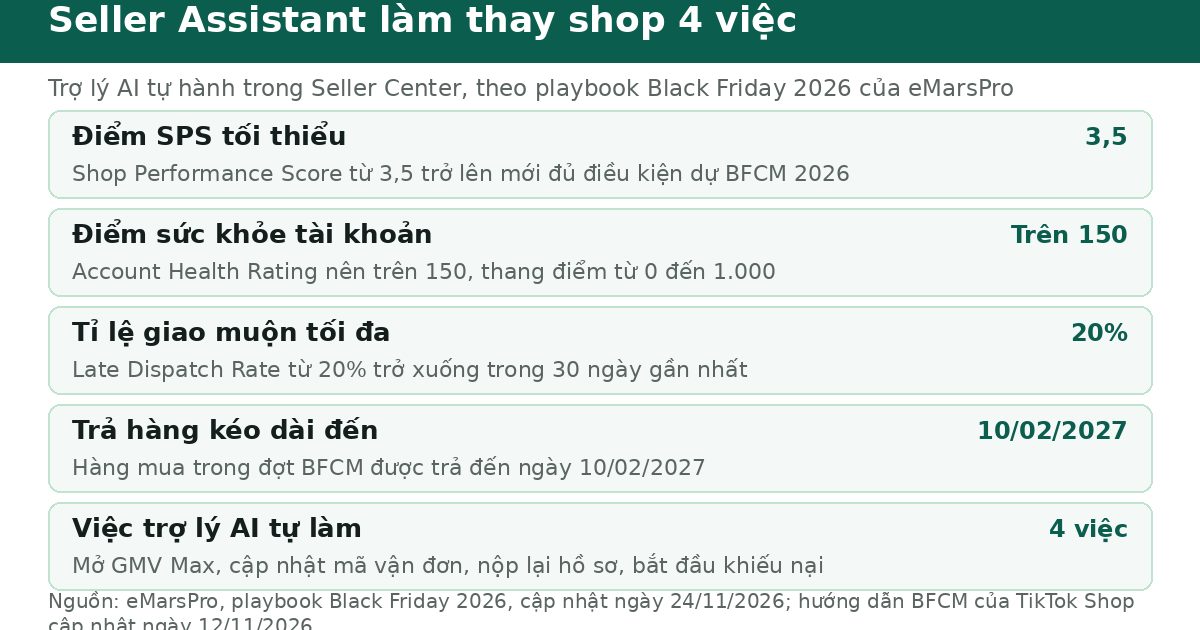 Seller Assistant làm thay shop 4 việc
Trợ lý AI tự hành trong Seller Center, theo playbook Black Friday 2026 của eMarsPro
Điểm SPS tối thiểu 3,5
Shop Performance Score từ 3,5 trở lên mới đủ điều kiện dự BFCM 2026
Điểm sức khỏe tài khoản Trên 150
Account Health Rating nên trên 150, thang điểm từ 0 đến 1.000
Tỉ lệ giao muộn tối đa 20%
Late Dispatch Rate từ 20% trở xuống trong 30 ngày gần nhất
Trả hàng kéo dài đến 10/02/2027
Hàng mua trong đợt BFCM được trả đến ngày 10/02/2027
Việc trợ lý AI tự làm 4 việc
Mở GMV Max, cập nhật mã vận đơn, nộp lại hồ sơ, bắt đầu khiếu nại
Nguồn: eMarsPro, playbook Black Friday 2026, cập nhật ngày 24/11/2026; hướng dẫn BFCM của TikTok Shop
cập nhật ngày 12/11/2026